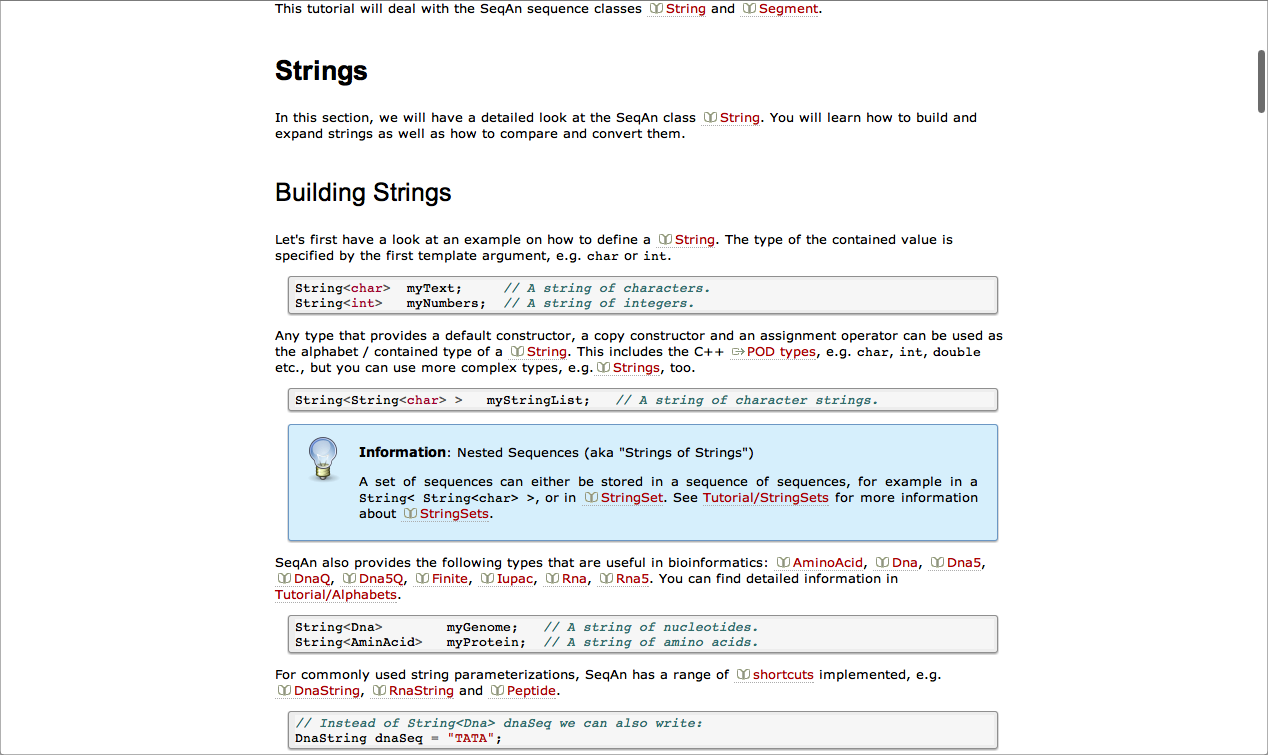 This tutorial will deal with the SeqAn sequence classes String and Segment.
Strings
In this section, we will have a detailed look at the SeqAn class String. You will learn how to build and
expand strings as well as how to compare and convert them.
Building Strings
Let's first have a look at an example on how to define a String. The type of the contained value is
specified by the first template argument, e.g. char or int.
String<char>  myText;     // A string of characters.
String<int>   myNumbers;  // A string of integers.
Any type that provides a default constructor, a copy constructor and an assignment operator can be used as
the alphabet / contained type of a String. This includes the C++ POD types, e.g. char, int, double
etc., but you can use more complex types, e.g. Strings, too.
String<String<char> >   myStringList;   // A string of character strings.
Information: Nested Sequences (aka "Strings of Strings")
A set of sequences can either be stored in a sequence of sequences, for example in a
String< String<char> >, or in StringSet. See Tutorial/StringSets for more information
about StringSets.
SeqAn also provides the following types that are useful in bioinformatics: AminoAcid, Dna, Dna5,
DnaQ, Dna5Q, Finite, Iupac, Rna, Rna5. You can find detailed information in
Tutorial/Alphabets.
String<Dna>        myGenome;   // A string of nucleotides.
String<AminAcid>   myProtein;  // A string of amino acids.
For commonly used string parameterizations, SeqAn has a range of shortcuts implemented, e.g.
DnaString, RnaString and Peptide.
// Instead of String<Dna> dnaSeq we can also write:
DnaString dnaSeq = "TATA";